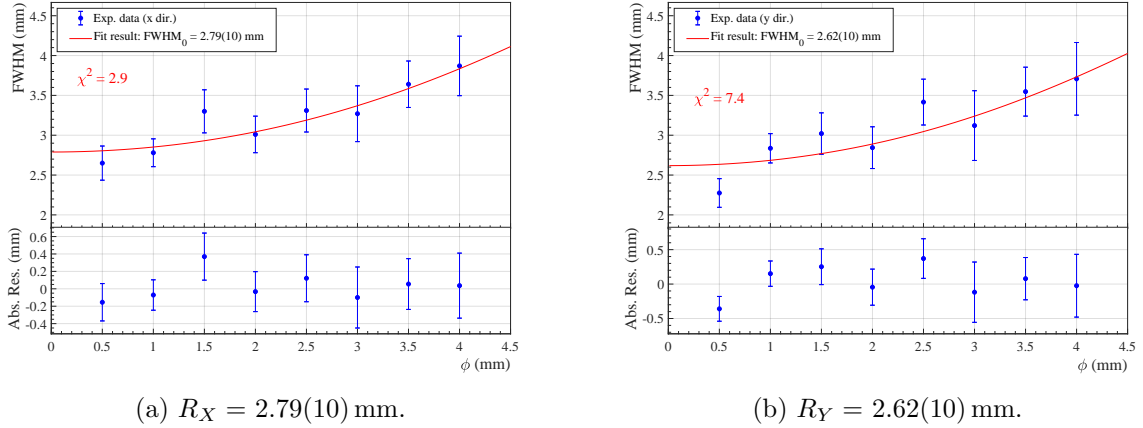 Exp. data (x dir.)
Fit result: FWHM₀ = 2.79(10) mm
χ² = 2.9
FWHM (mm)
4.5
4
3.5
3
2.5
2
Abs. Res. (mm)
0.6
0.4
0.2
0
-0.2
-0.4
0 0.5 1 1.5 2 2.5 3 3.5 4 4.5
ϕ (mm)
(a) R_X = 2.79(10) mm.
Exp. data (y dir.)
Fit result: FWHM₀ = 2.62(10) mm
χ² = 7.4
FWHM (mm)
4.5
4
3.5
3
2.5
2
Abs. Res. (mm)
0.5
0
-0.5
0 0.5 1 1.5 2 2.5 3 3.5 4 4.5
ϕ (mm)
(b) R_Y = 2.62(10) mm.